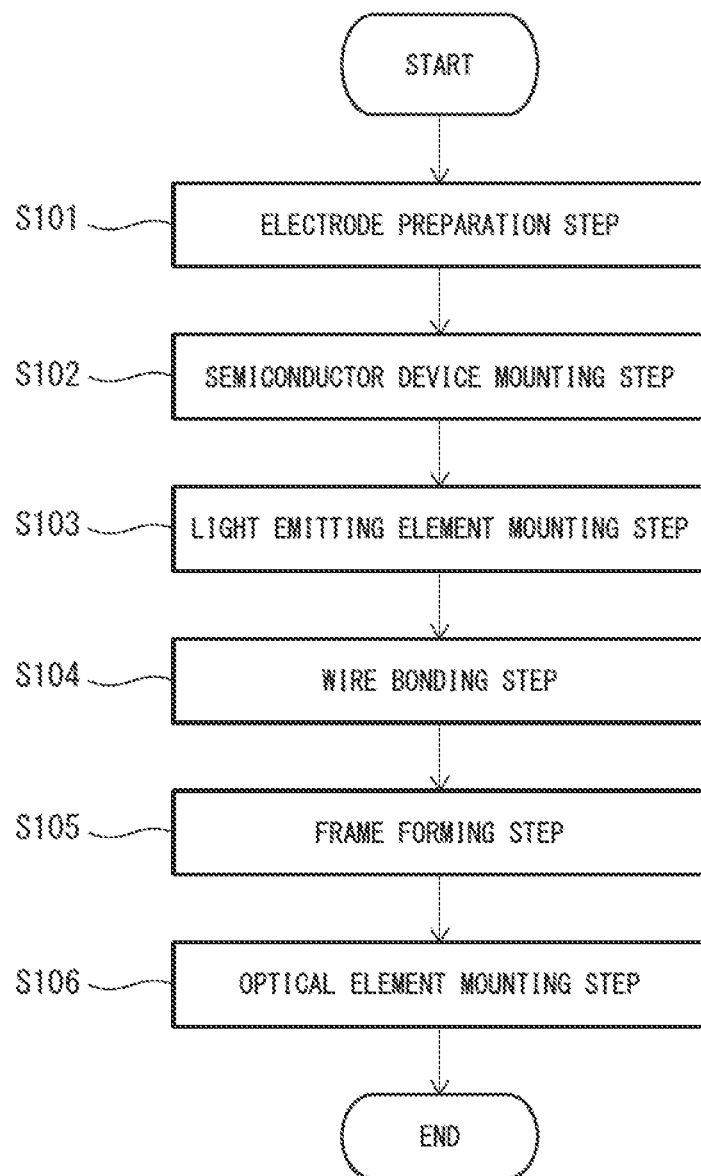 START
S101 ELECTRODE PREPARATION STEP
S102 SEMICONDUCTOR DEVICE MOUNTING STEP
S103 LIGHT EMITTING ELEMENT MOUNTING STEP
S104 WIRE BONDING STEP
S105 FRAME FORMING STEP
S106 OPTICAL ELEMENT MOUNTING STEP
END